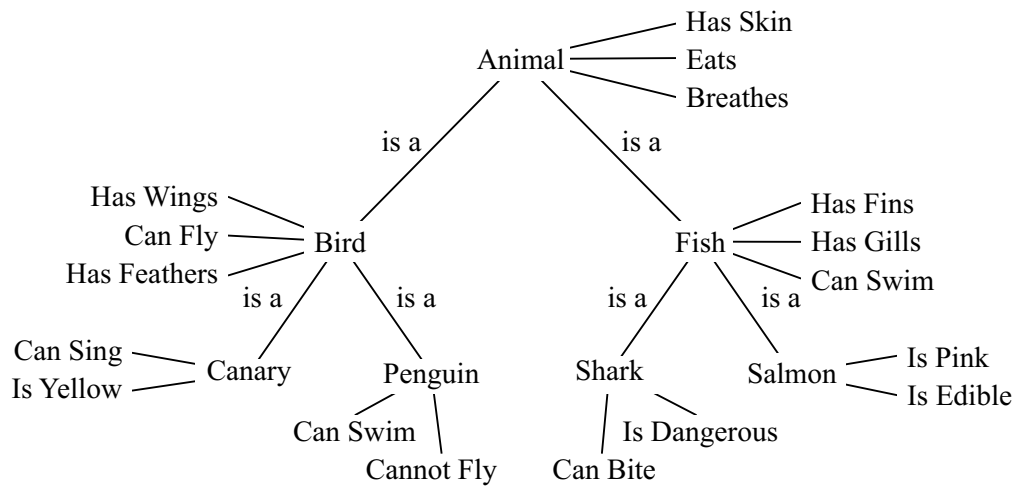 Has Skin
Animal
Eats
Breathes
is a
is a
Has Wings
Has Fins
Can Fly
Bird
Fish
Has Gills
Has Feathers
Can Swim
is a
is a
is a
is a
Can Sing
Is Pink
Canary
Penguin
Shark
Salmon
Is Yellow
Is Edible
Can Swim
Is Dangerous
Cannot Fly
Can Bite